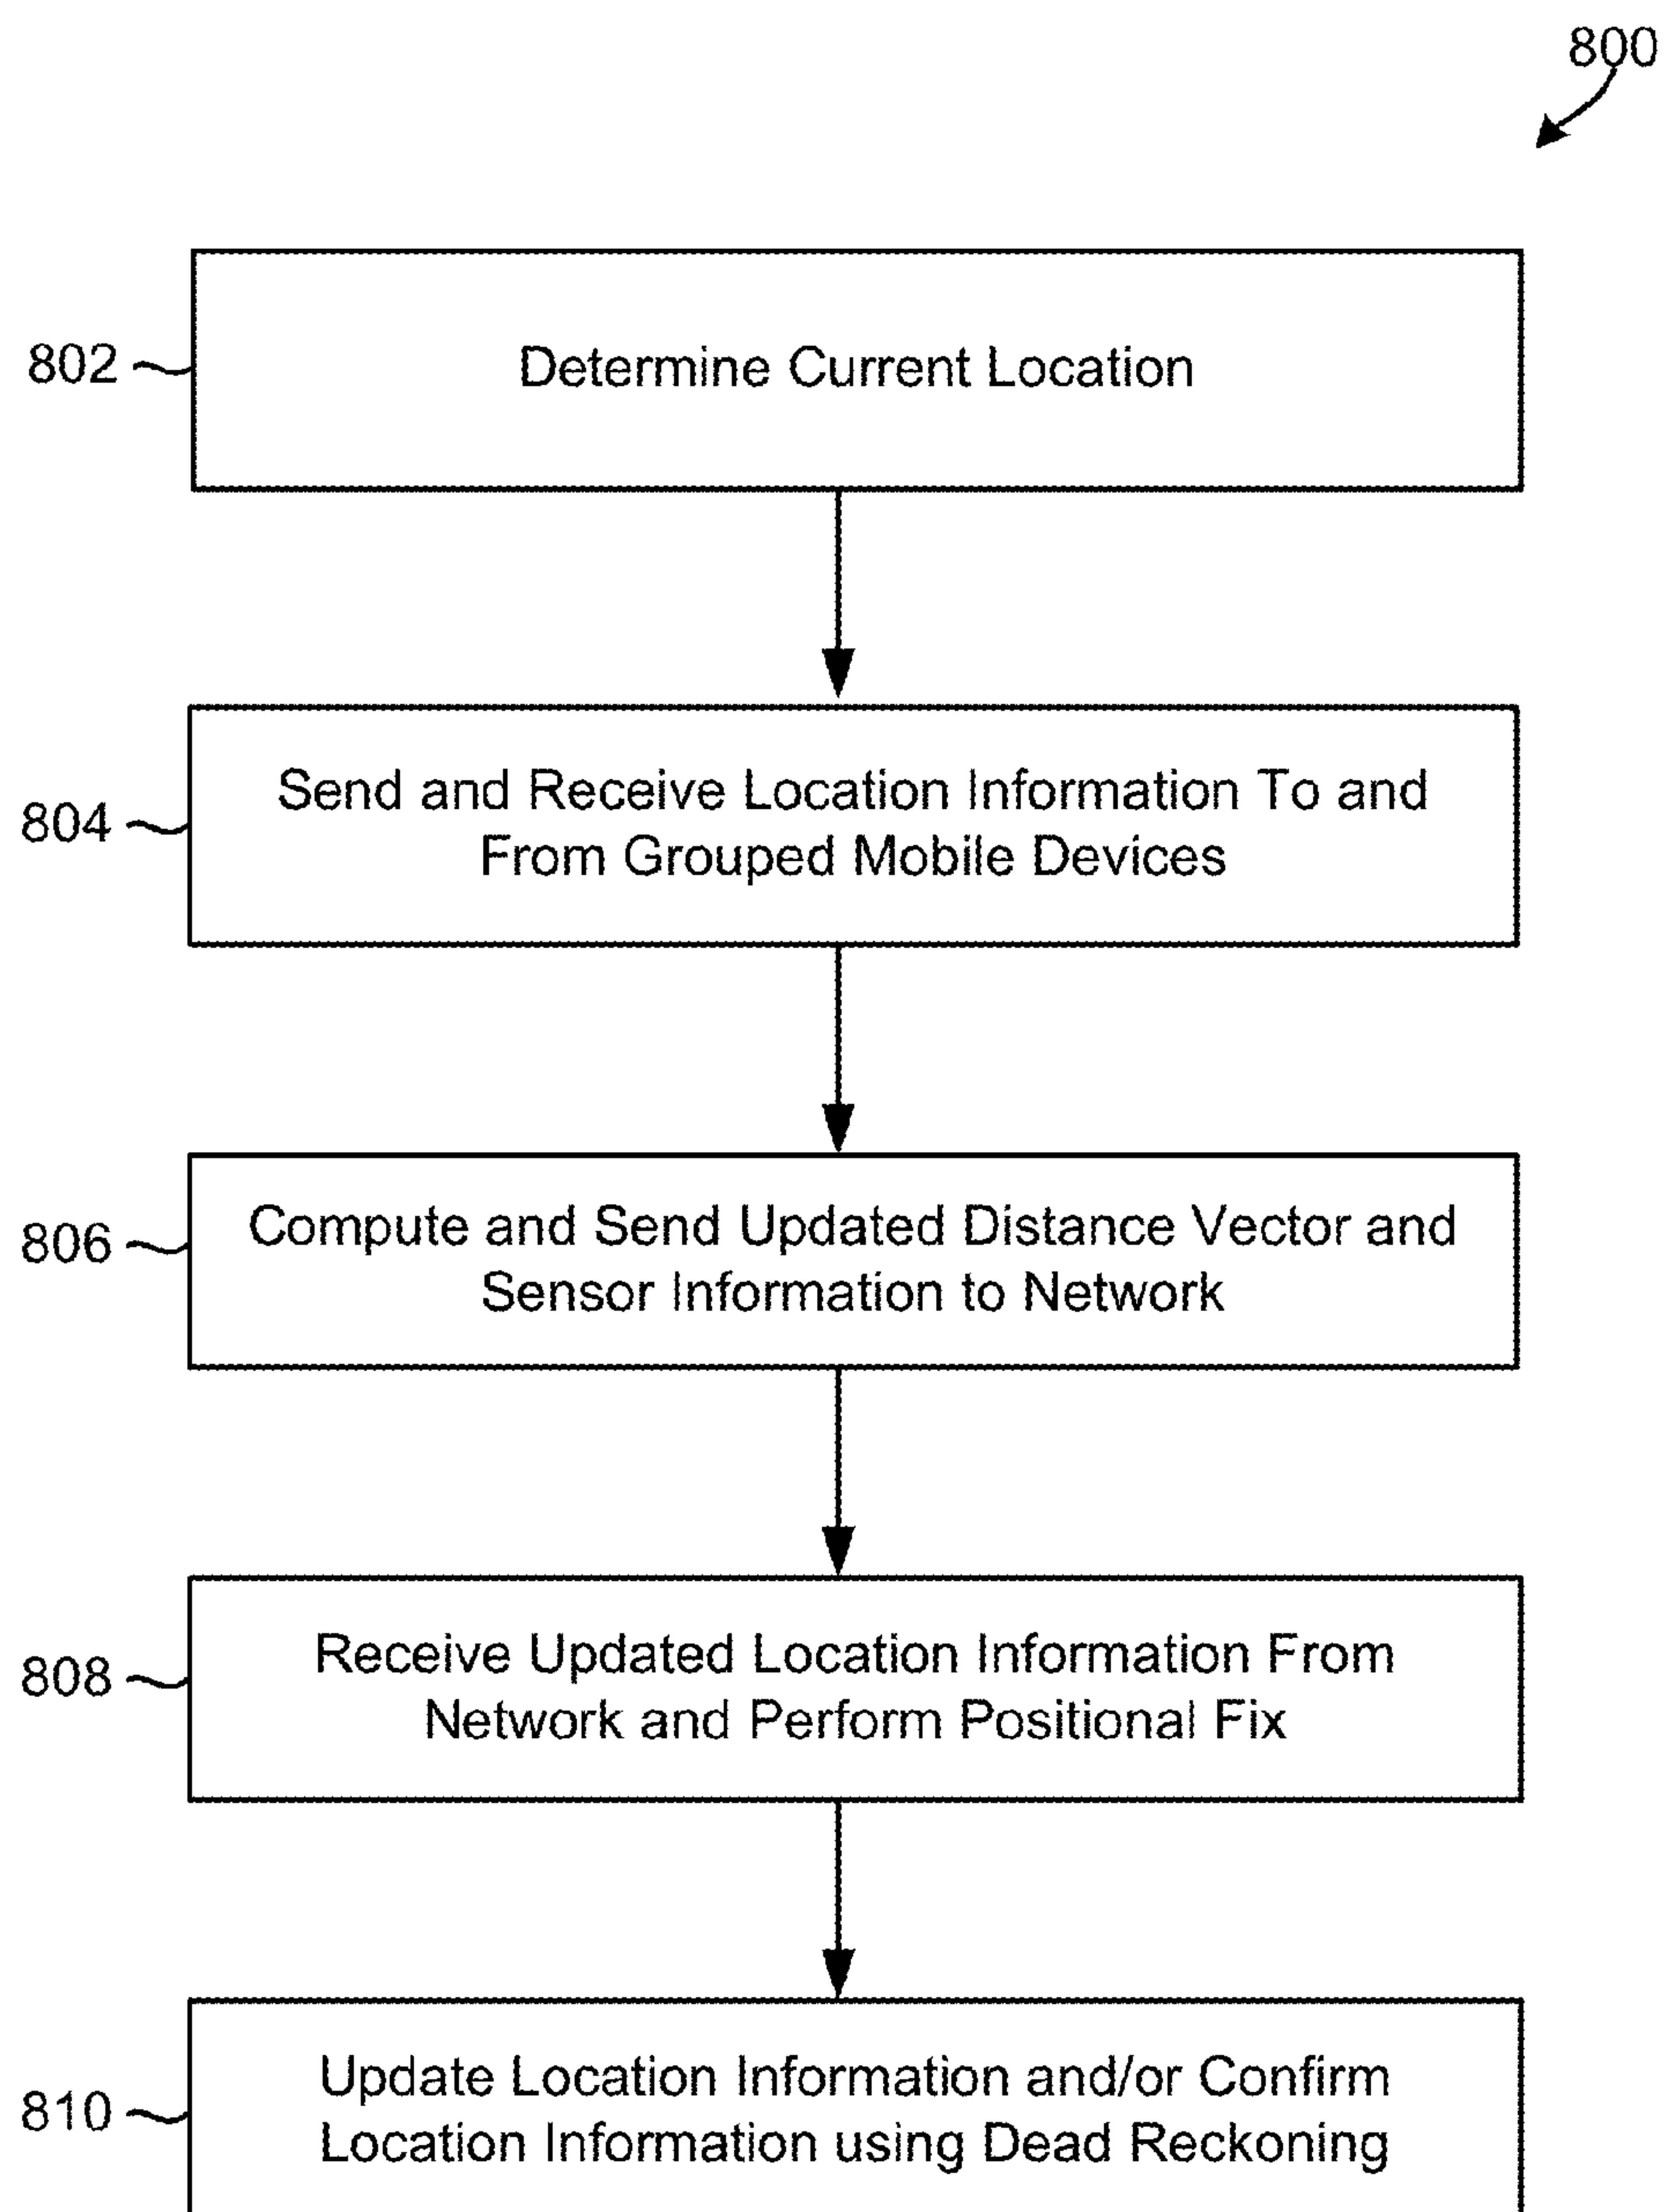 800
802
Determine Current Location
804
Send and Receive Location Information To and
From Grouped Mobile Devices
806
Compute and Send Updated Distance Vector and
Sensor Information to Network
808
Receive Updated Location Information From
Network and Perform Positional Fix
810
Update Location Information and/or Confirm
Location Information using Dead Reckoning